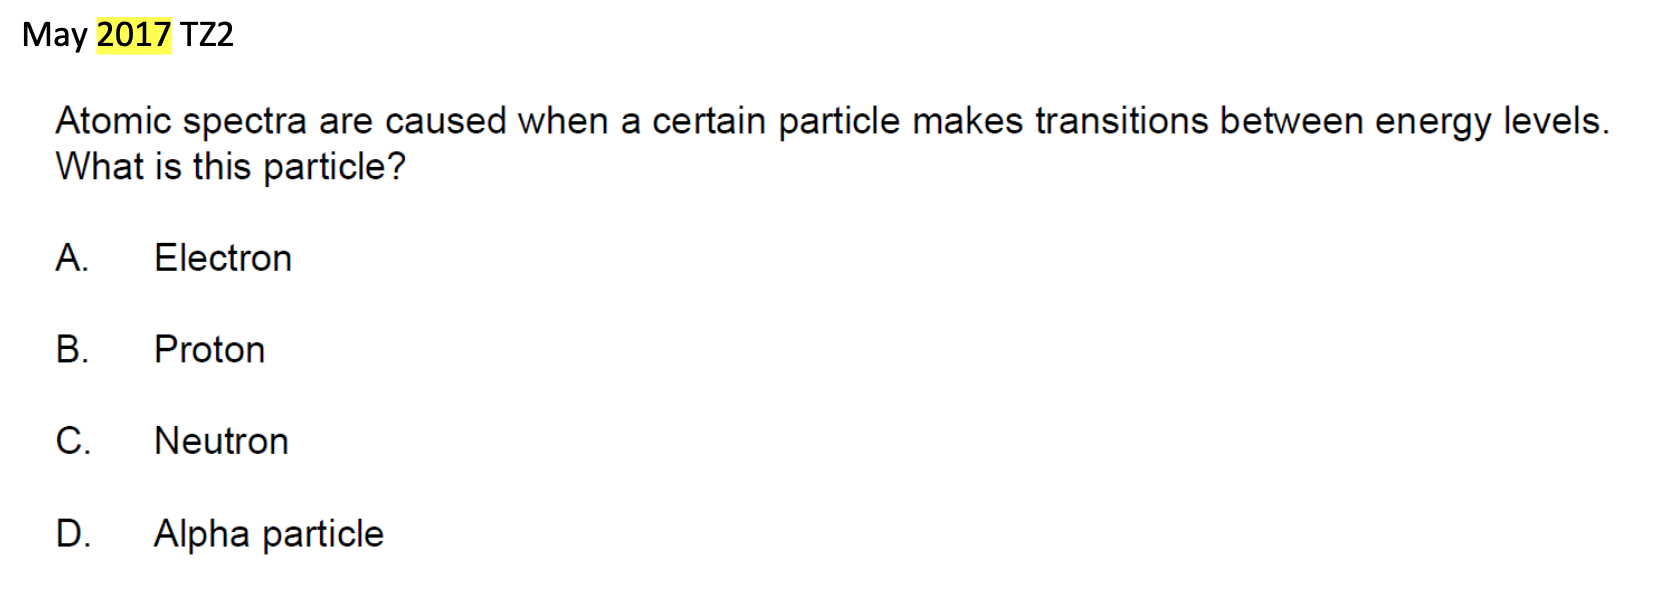 May 2017 TZ2
Atomic spectra are caused when a certain particle makes transitions between energy levels.
What is this particle?
A. Electron
B. Proton
C. Neutron
D. Alpha particle